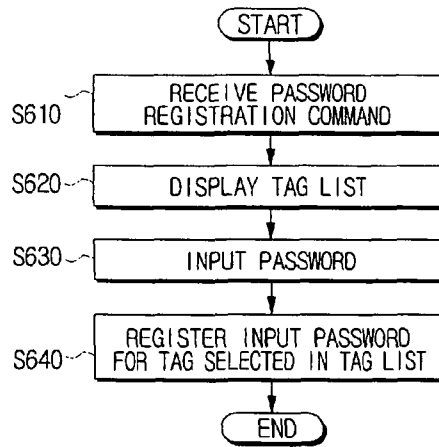 START
S610
RECEIVE PASSWORD
REGISTRATION COMMAND
S620
DISPLAY TAG LIST
S630
INPUT PASSWORD
S640
REGISTER INPUT PASSWORD
FOR TAG SELECTED IN TAG LIST
END